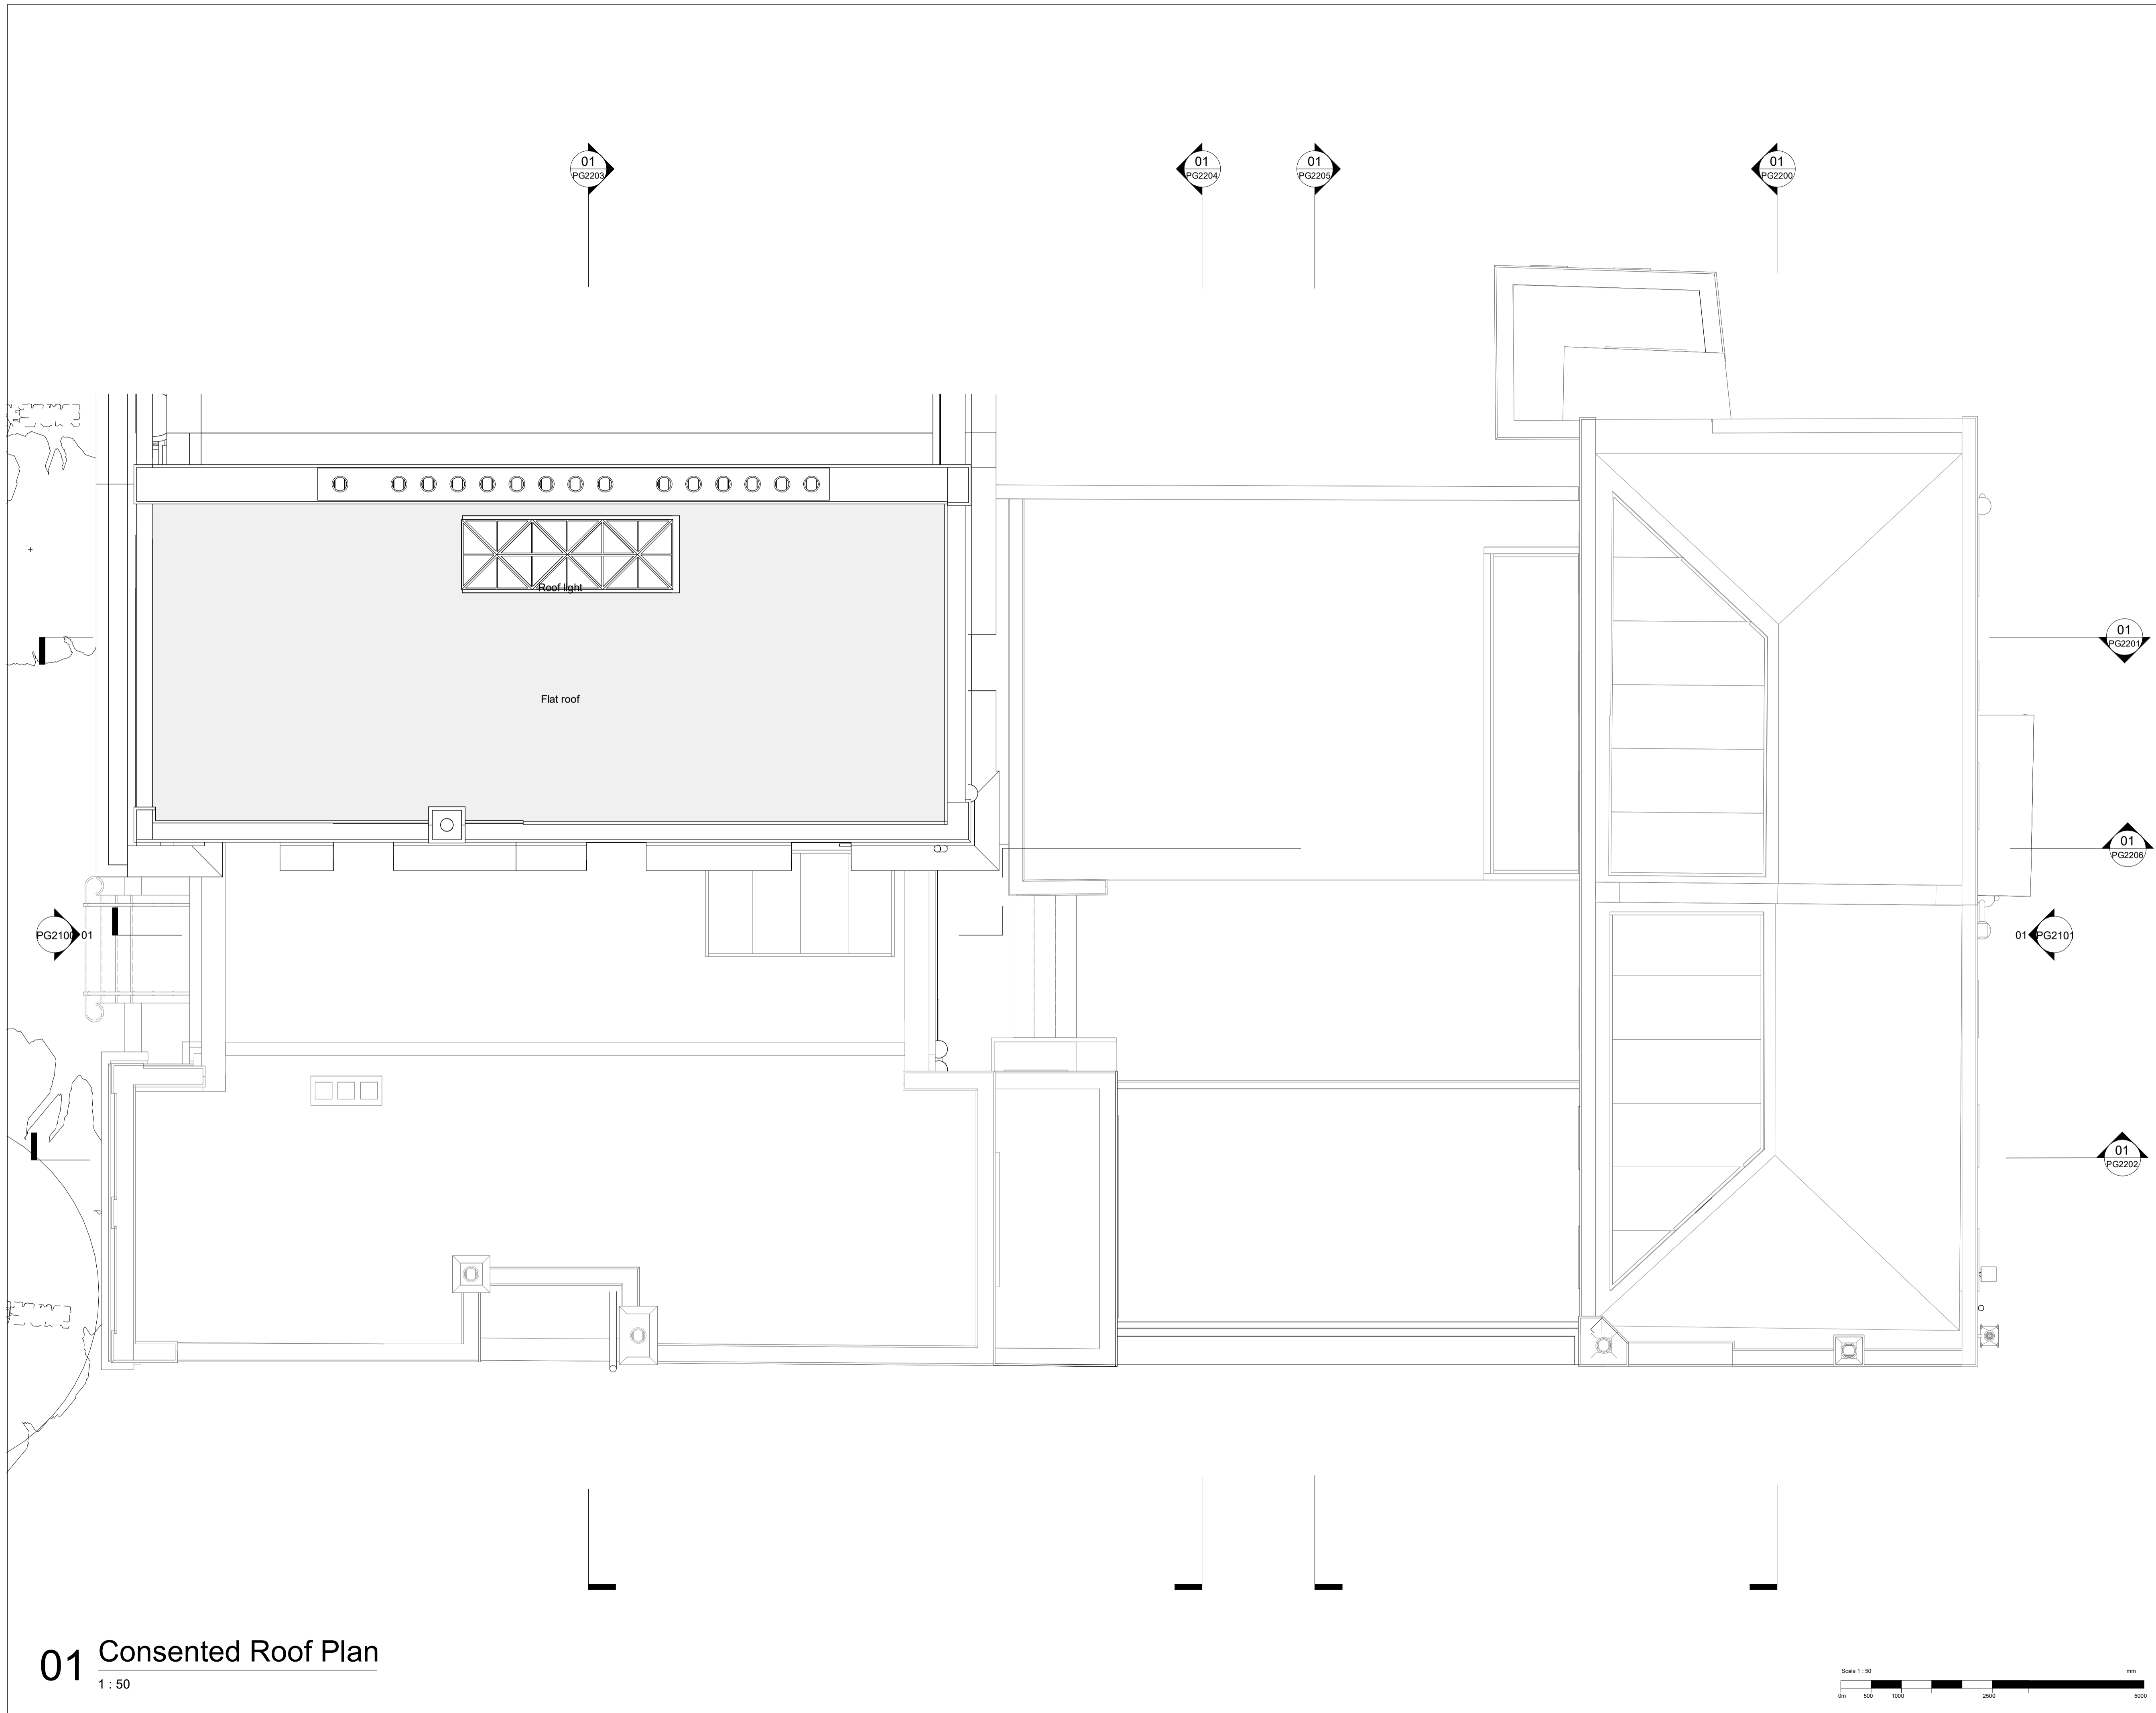 01
PG2203
01
PG2204
01
PG2205
01
PG2200
Roof light
01
PG2201
Flat roof
01
PG2206
PG2100 01
01 PG2101
01
PG2202
01 Consented Roof Plan
1 : 50
Scale 1 : 50 mm
0m 500 1000 2500 5000